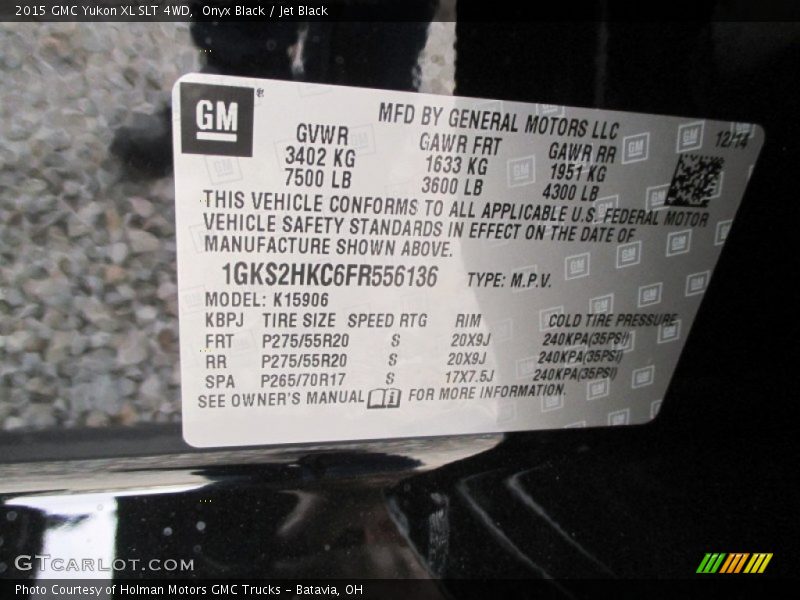 2015 GMC Yukon XL SLT 4WD,  Onyx Black / Jet Black
GM
MFD BY GENERAL MOTORS LLC
12/14
GVWR GAWR FRT GAWR RR
3402 KG 1633 KG 1951 KG
7500 LB 3600 LB 4300 LB
THIS VEHICLE CONFORMS TO ALL APPLICABLE U.S. FEDERAL MOTOR
VEHICLE SAFETY STANDARDS IN EFFECT ON THE DATE OF
MANUFACTURE SHOWN ABOVE.
1GKS2HKC6FR556136 TYPE: M.P.V.
MODEL: K15906
KBPJ TIRE SIZE SPEED RTG RIM COLD TIRE PRESSURE
FRT P275/55R20 S 20X9J 240KPA(35PSI)
RR P275/55R20 S 20X9J 240KPA(35PSI)
SPA P265/70R17 S 17X7.5J 240KPA(35PSI)
SEE OWNER'S MANUAL FOR MORE INFORMATION.
GTCARLOT.COM
Photo Courtesy of Holman Motors GMC Trucks - Batavia, OH